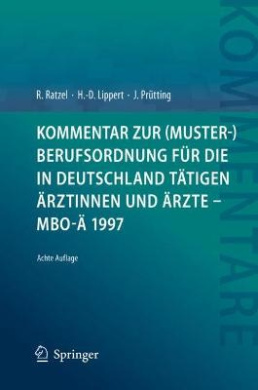 R. Ratzel H.-D. Lippert J. Prütting
KOMMENTAR ZUR (MUSTER-)
BERUFSORDNUNG FÜR DIE
IN DEUTSCHLAND TÄTIGEN
ÄRZTINNEN UND ÄRZTE –
MBO-Ä 1997
Achte Auflage
Springer
KOMMENTARE